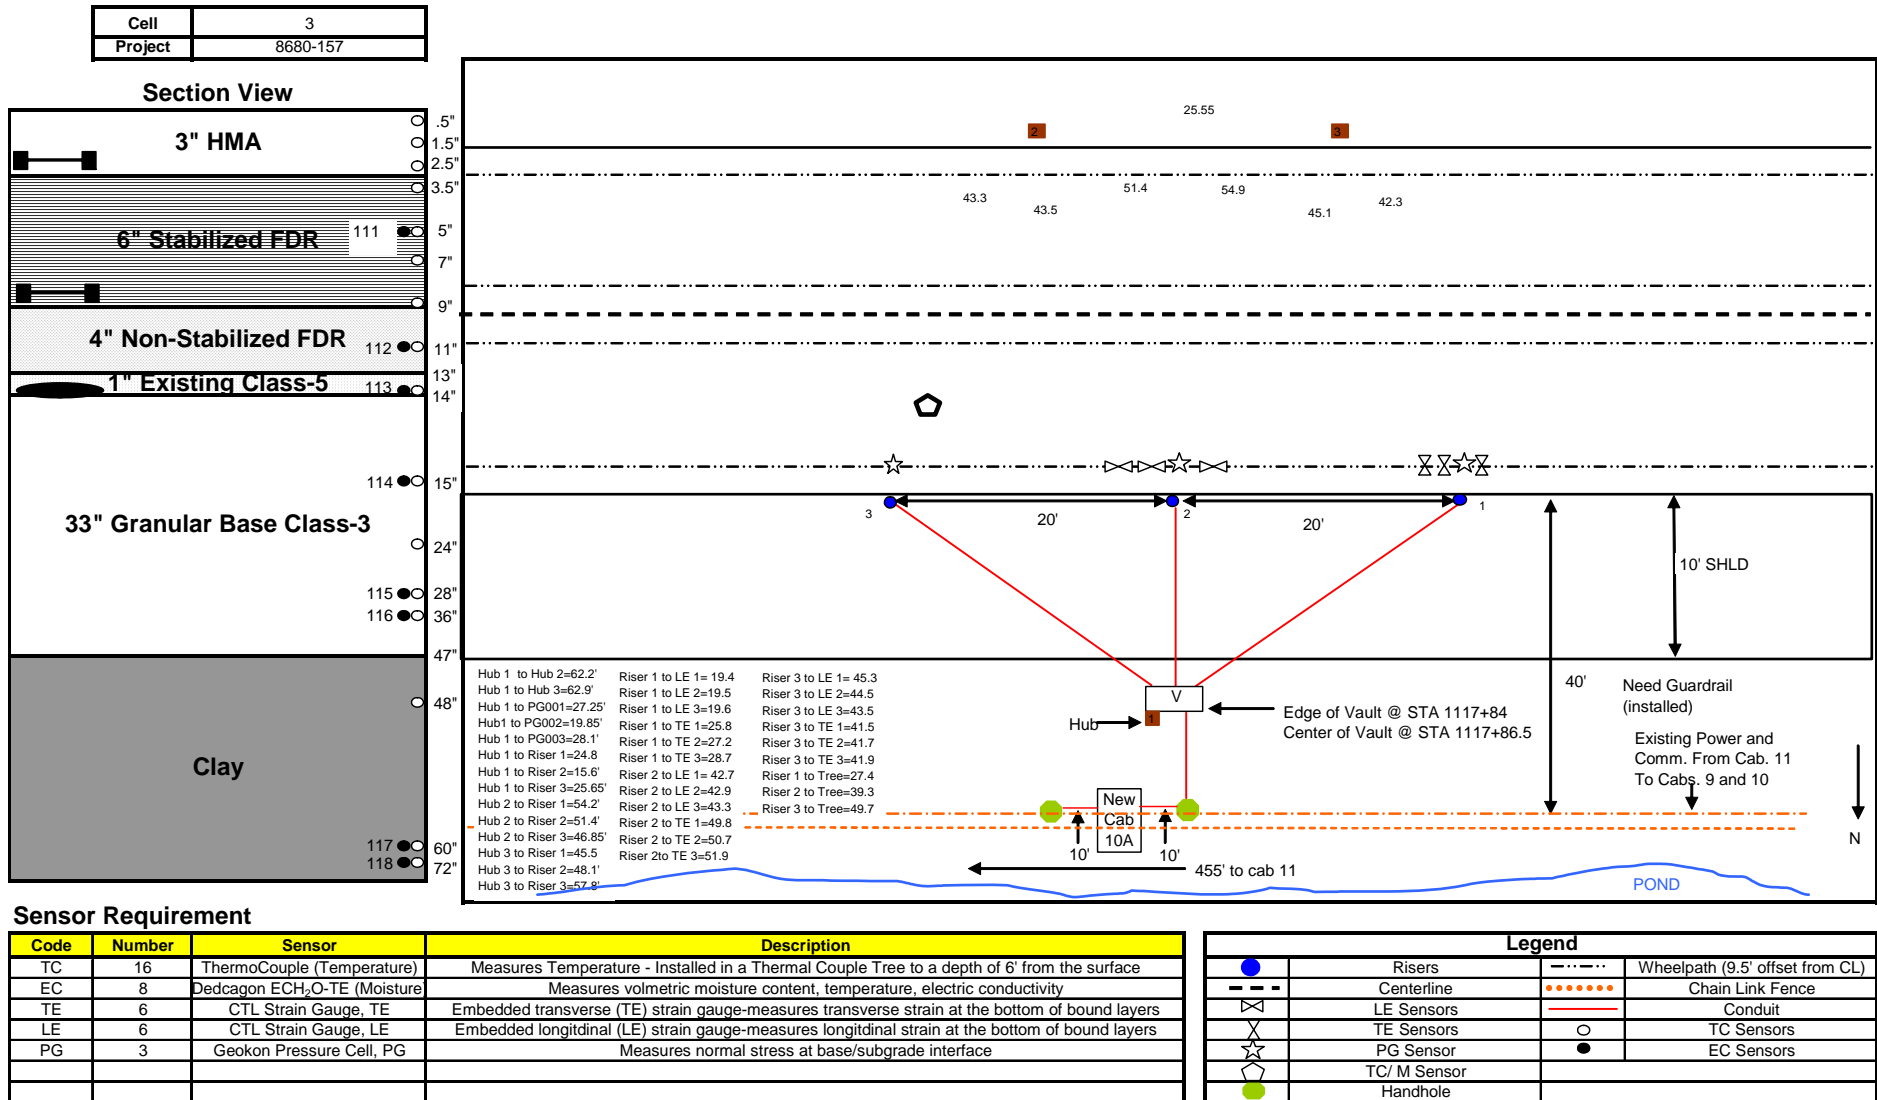 Cell 3
Project 8680-157
Section View
3" HMA
6" Stabilized FDR
4" Non-Stabilized FDR
1" Existing Class-5
33" Granular Base Class-3
Clay
111
112
113
114
115
116
117
118
.5"
1.5"
2.5"
3.5"
5"
7"
9"
11"
13"
14"
15"
24"
28"
36"
47"
48"
60"
72"
25.55
2
3
43.3
43.5
51.4
54.9
45.1
42.3
3
20'
2
20'
1
10' SHLD
40'
Hub 1 to Hub 2=62.2'
Hub 1 to Hub 3=62.9'
Hub 1 to PG001=27.25'
Hub1 to PG002=19.85'
Hub 1 to PG003=28.1'
Hub 1 to Riser 1=24.8
Hub 1 to Riser 2=15.6'
Hub 1 to Riser 3=25.65'
Hub 2 to Riser 1=54.2'
Hub 2 to Riser 2=51.4'
Hub 2 to Riser 3=46.85'
Hub 3 to Riser 1=45.5
Hub 3 to Riser 2=48.1'
Hub 3 to Riser 3=57.8'
Riser 1 to LE 1= 19.4
Riser 1 to LE 2=19.5
Riser 1 to LE 3=19.6
Riser 1 to TE 1=25.8
Riser 1 to TE 2=27.2
Riser 1 to TE 3=28.7
Riser 2 to LE 1= 42.7
Riser 2 to LE 2=42.9
Riser 2 to LE 3=43.3
Riser 2 to TE 1=49.8
Riser 2 to TE 2=50.7
Riser 2to TE 3=51.9
Riser 3 to LE 1= 45.3
Riser 3 to LE 2=44.5
Riser 3 to LE 3=43.5
Riser 3 to TE 1=41.5
Riser 3 to TE 2=41.7
Riser 3 to TE 3=41.9
Riser 1 to Tree=27.4
Riser 2 to Tree=39.3
Riser 3 to Tree=49.7
V
Hub
1
Edge of Vault @ STA 1117+84
Center of Vault @ STA 1117+86.5
Need Guardrail
(installed)
Existing Power and
Comm. From Cab. 11
To Cabs. 9 and 10
New
Cab
10A
10'
10'
455' to cab 11
POND
N
Sensor Requirement
Code Number Sensor Description
TC 16 ThermoCouple (Temperature) Measures Temperature - Installed in a Thermal Couple Tree to a depth of 6' from the surface
EC 8 Dedcagon ECH₂O-TE (Moisture) Measures volmetric moisture content, temperature, electric conductivity
TE 6 CTL Strain Gauge, TE Embedded transverse (TE) strain gauge-measures transverse strain at the bottom of bound layers
LE 6 CTL Strain Gauge, LE Embedded longitdinal (LE) strain gauge-measures longitdinal strain at the bottom of bound layers
PG 3 Geokon Pressure Cell, PG Measures normal stress at base/subgrade interface
Legend
Risers Wheelpath (9.5' offset from CL)
Centerline Chain Link Fence
LE Sensors Conduit
TE Sensors TC Sensors
PG Sensor EC Sensors
TC/ M Sensor
Handhole